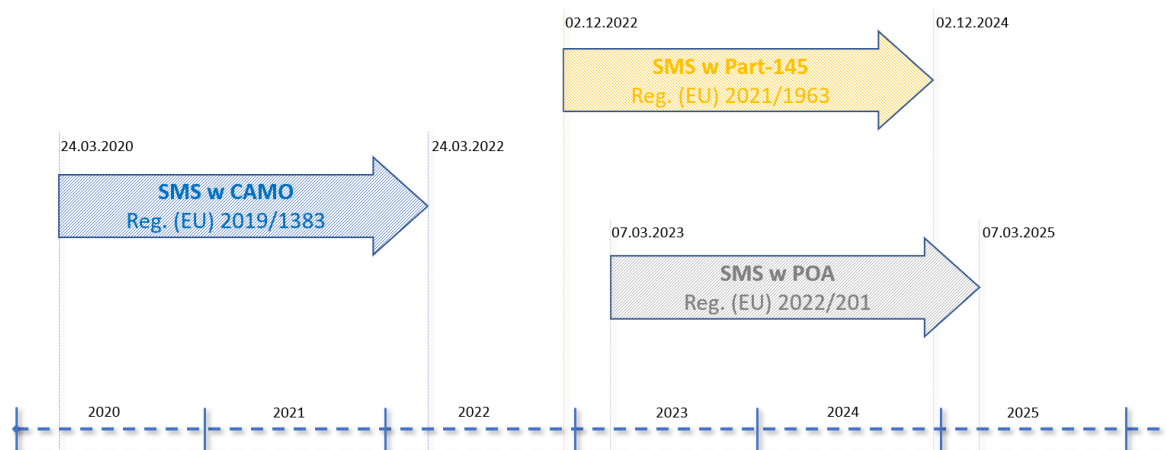 02.12.2022
02.12.2024
SMS w Part-145
Reg. (EU) 2021/1963
24.03.2020
24.03.2022
SMS w CAMO
Reg. (EU) 2019/1383
07.03.2023
07.03.2025
SMS w POA
Reg. (EU) 2022/201
2020
2021
2022
2023
2024
2025